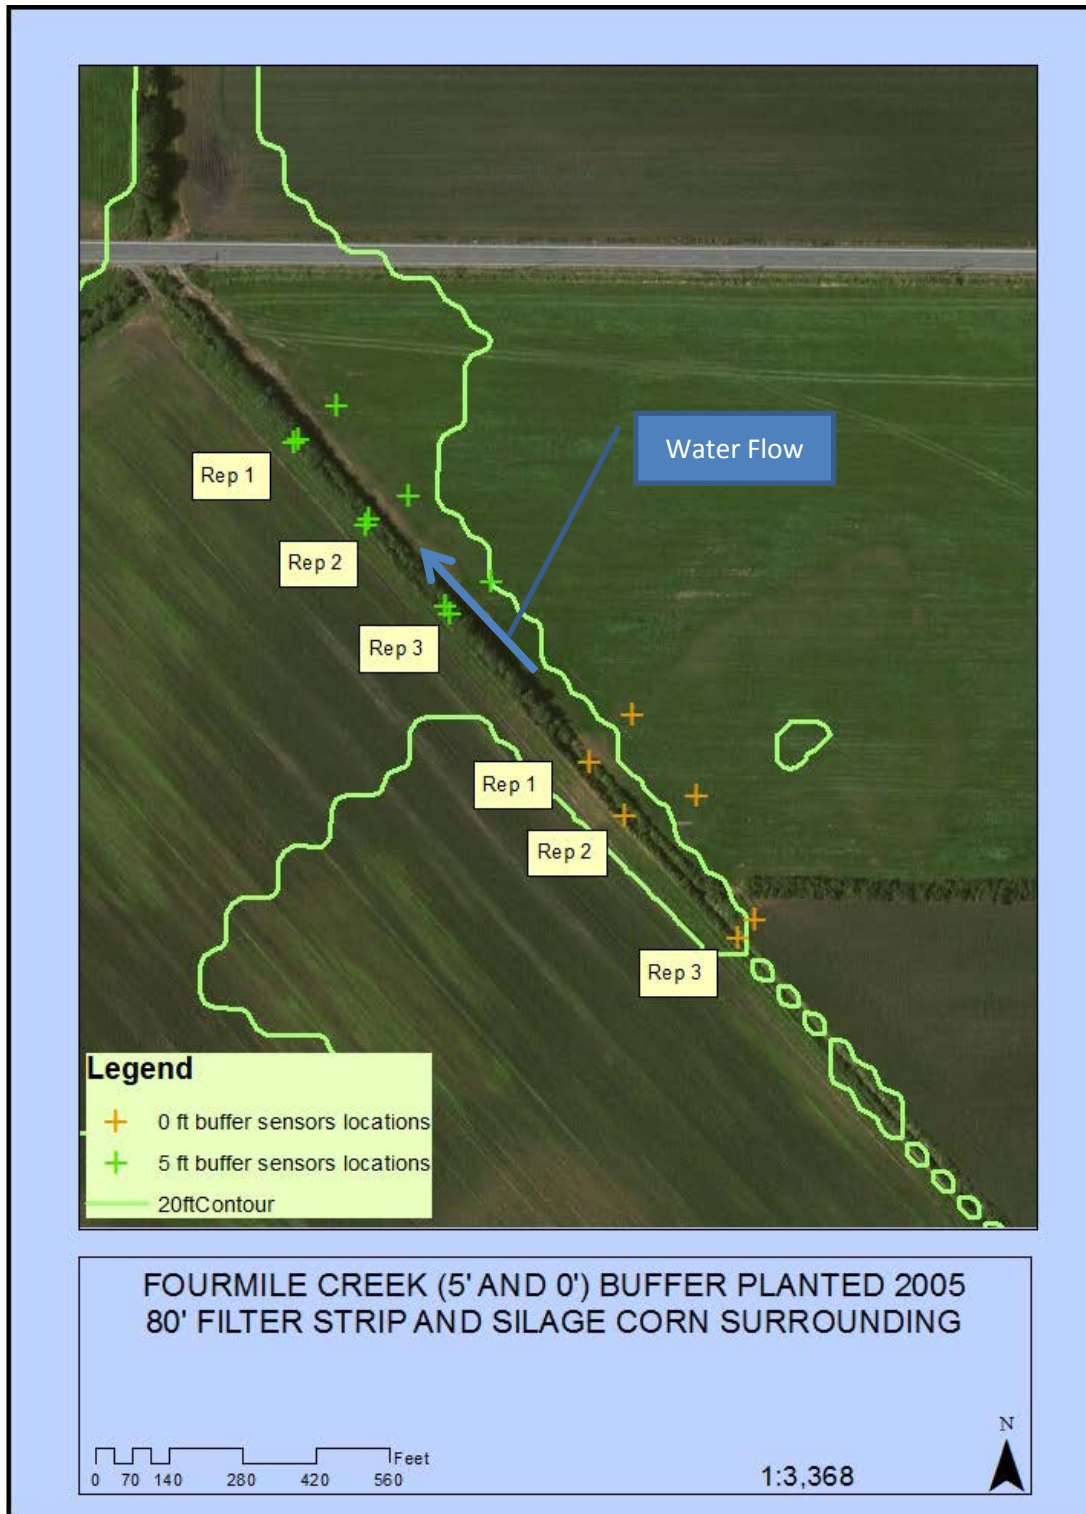 Rep 1
Water Flow
Rep 2
Rep 3
Rep 1
Rep 2
Rep 3
Legend
0 ft buffer sensors locations
5 ft buffer sensors locations
20ftContour
FOURMILE CREEK (5' AND 0') BUFFER PLANTED 2005
80' FILTER STRIP AND SILAGE CORN SURROUNDING
N
Feet
0 70 140 280 420 560
1:3,368